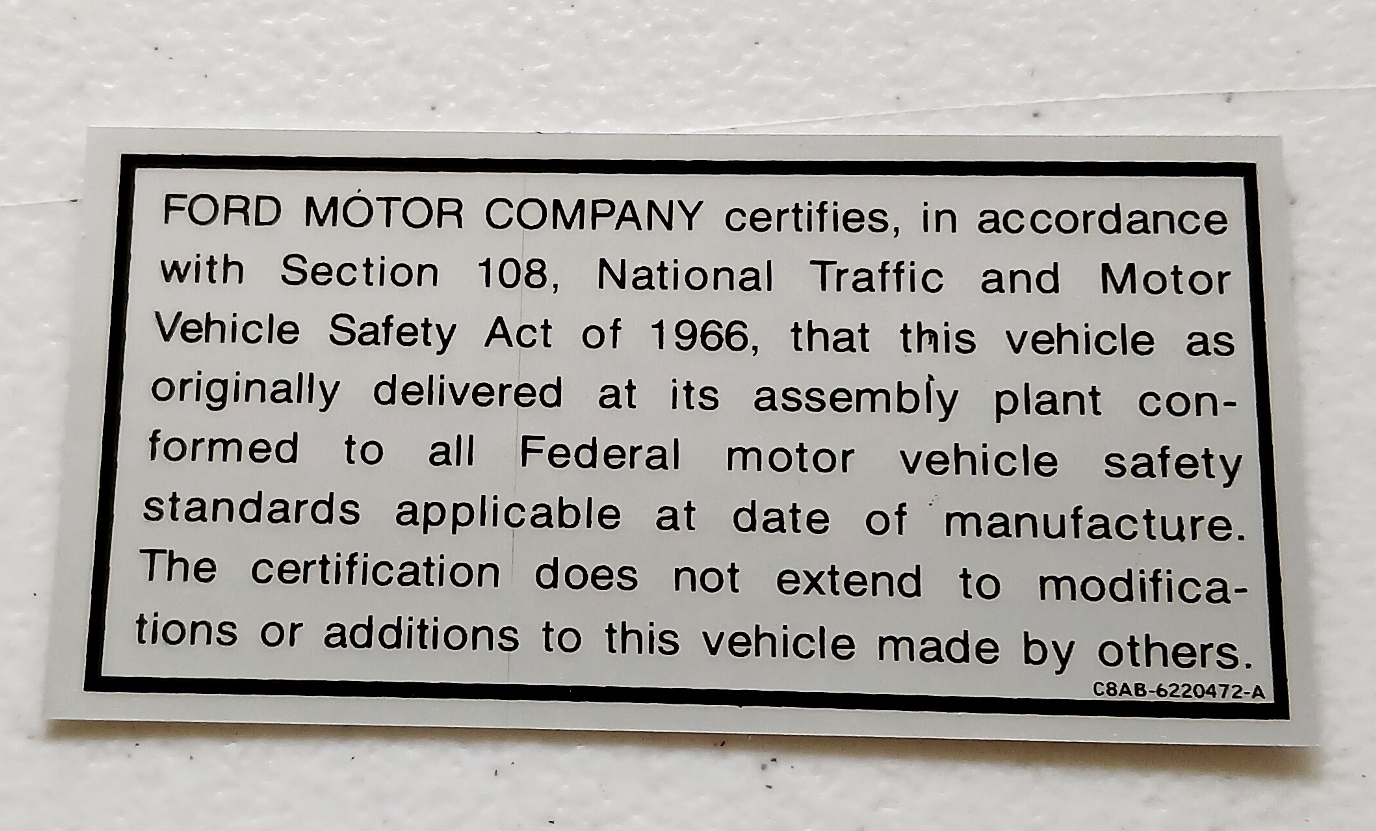 FORD MOTOR COMPANY certifies, in accordance
with Section 108, National Traffic and Motor
Vehicle Safety Act of 1966, that this vehicle as
originally delivered at its assembly plant con-
formed to all Federal motor vehicle safety
standards applicable at date of manufacture.
The certification does not extend to modifica-
tions or additions to this vehicle made by others.
C8AB-6220472-A